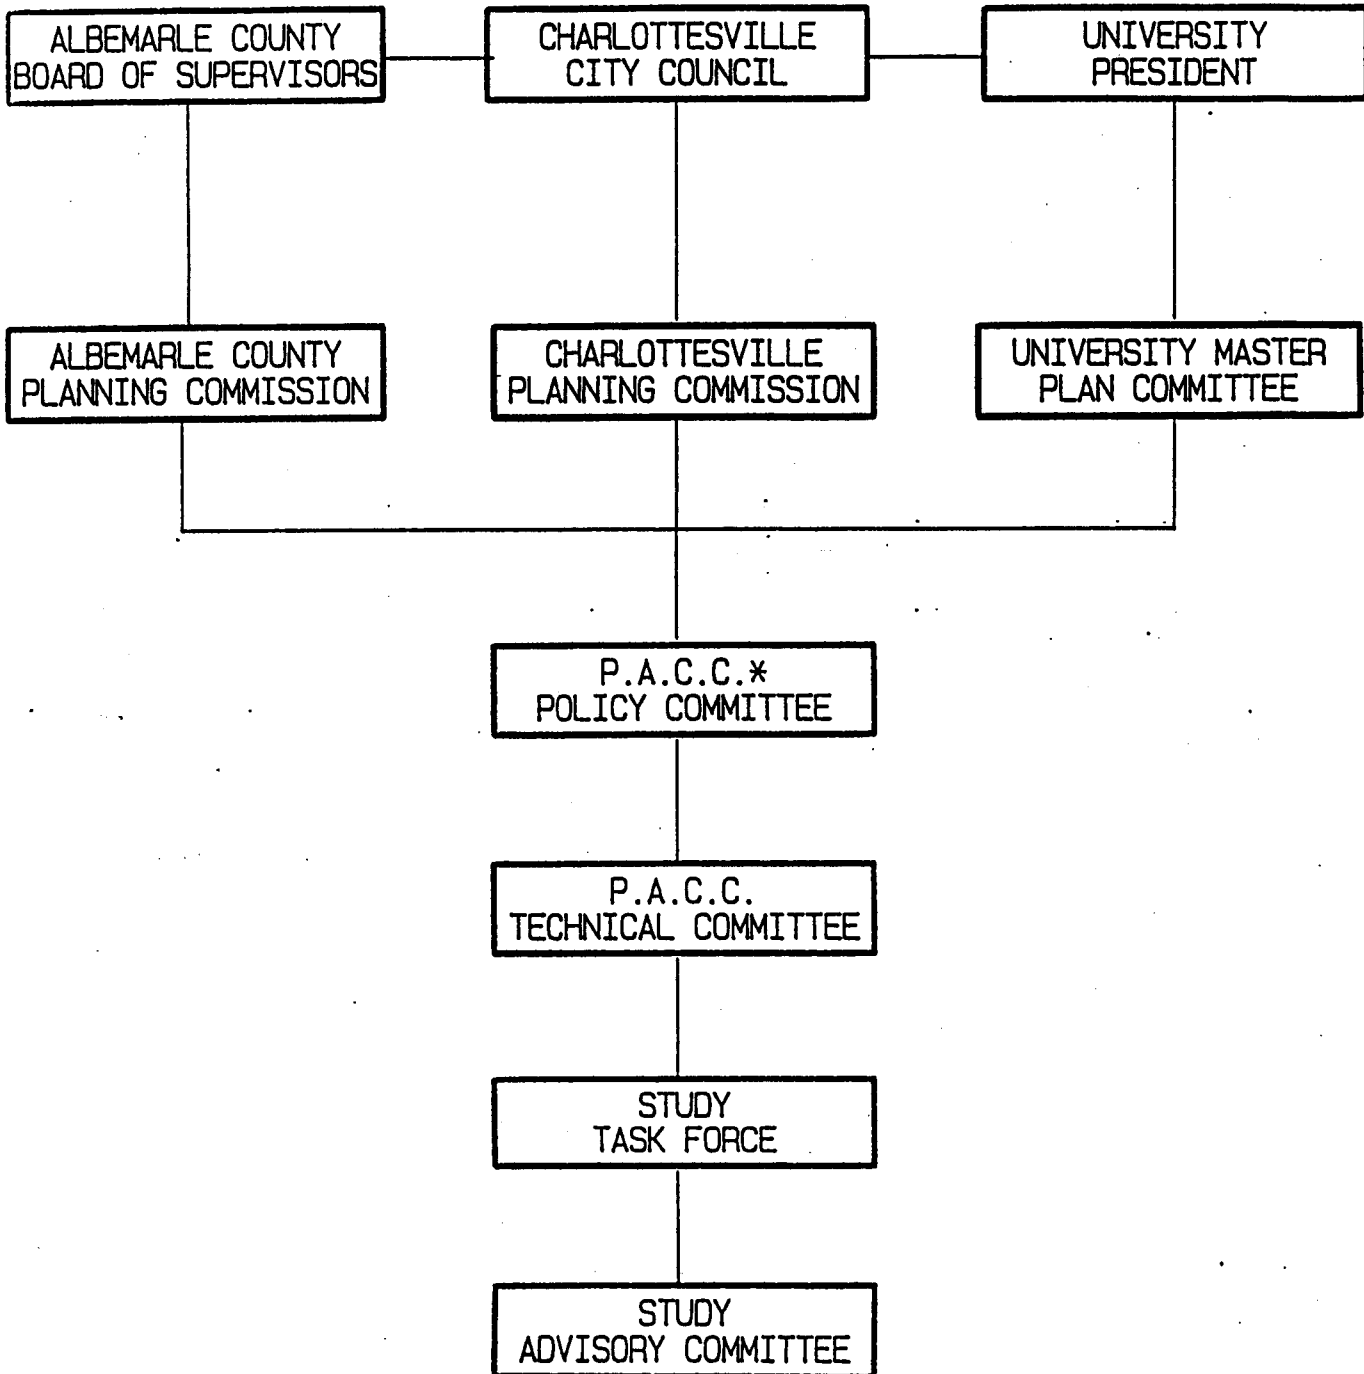 ALBEMARLE COUNTY
BOARD OF SUPERVISORS
CHARLOTTESVILLE
CITY COUNCIL
UNIVERSITY
PRESIDENT
ALBEMARLE COUNTY
PLANNING COMMISSION
CHARLOTTESVILLE
PLANNING COMMISSION
UNIVERSITY MASTER
PLAN COMMITTEE
P.A.C.C.*
POLICY COMMITTEE
P.A.C.C.
TECHNICAL COMMITTEE
STUDY
TASK FORCE
STUDY
ADVISORY COMMITTEE